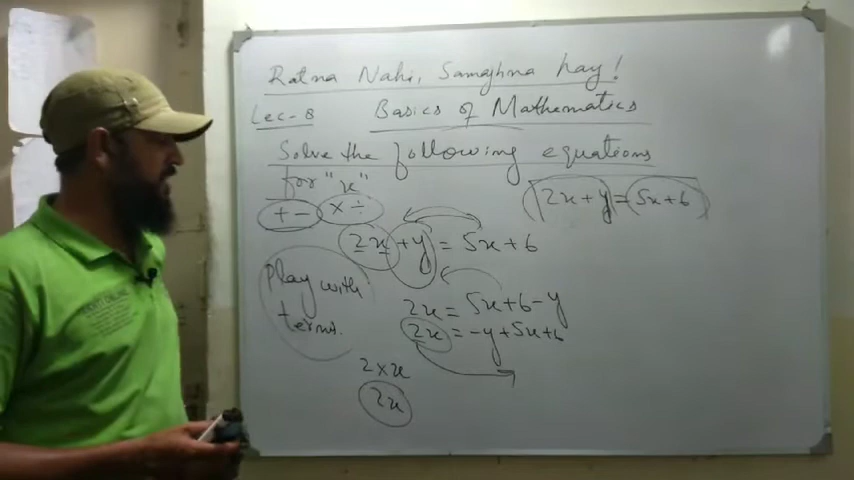 Ratna Nahi, Samajhna hay!
Lec-8 Basics of Mathematics
Solve the following equations
for "x"
2x+y=5x+6
+- ×÷
2x+y=5x+6
Play with
terms.
2x=5x+6-y
2x=-y+5x+6
2×x
2x